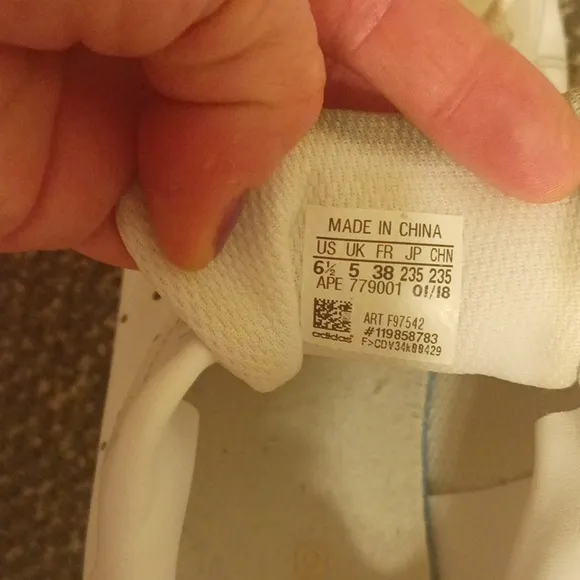 MADE IN CHINA
US UK FR JP CHN
6½ 5 38 235 235
APE 779001 01/18
ART F97542
adidas #119858783
F>CDV34kBB429